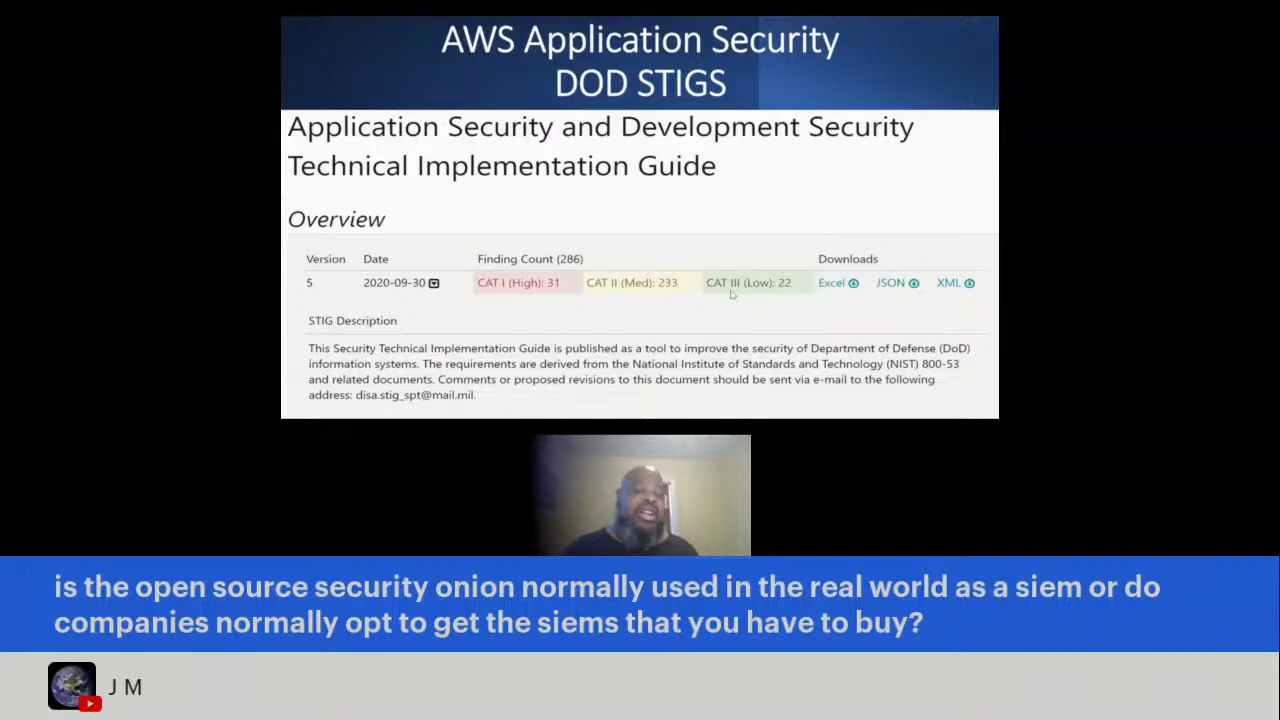 AWS Application Security
DOD STIGS
Application Security and Development Security
Technical Implementation Guide
Overview
Version Date Finding Count (286) Downloads
5 2020-09-30 CAT I (High): 31 CAT II (Med): 233 CAT III (Low): 22 Excel JSON XML
STIG Description
This Security Technical Implementation Guide is published as a tool to improve the security of Department of Defense (DoD)
information systems. The requirements are derived from the National Institute of Standards and Technology (NIST) 800-53
and related documents. Comments or proposed revisions to this document should be sent via e-mail to the following
address: disa.stig_spt@mail.mil.
is the open source security onion normally used in the real world as a siem or do
companies normally opt to get the siems that you have to buy?
J M